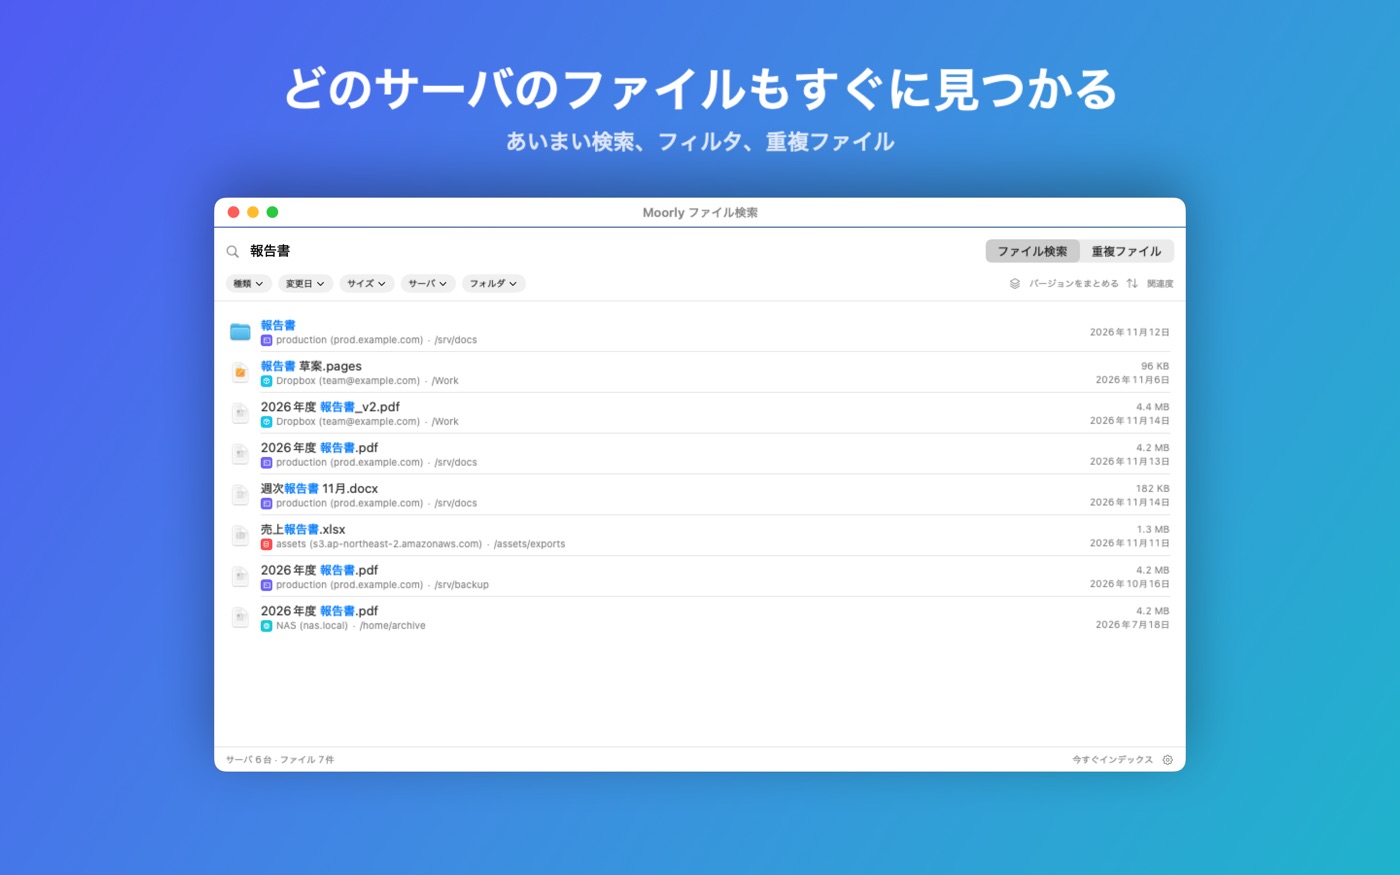 どのサーバのファイルもすぐに見つかる
あいまい検索、フィルタ、重複ファイル
Moorly ファイル検索
報告書
ファイル検索 重複ファイル
種類 変更日 サイズ サーバ フォルダ
バージョンをまとめる 関連度
報告書
production (prod.example.com) · /srv/docs
2026年11月12日
報告書 草案.pages
Dropbox (team@example.com) · /Work
96 KB
2026年11月6日
2026年度 報告書_v2.pdf
Dropbox (team@example.com) · /Work
4.4 MB
2026年11月14日
2026年度 報告書.pdf
production (prod.example.com) · /srv/docs
4.2 MB
2026年11月13日
週次報告書 11月.docx
production (prod.example.com) · /srv/docs
182 KB
2026年11月14日
売上報告書.xlsx
assets (s3.ap-northeast-2.amazonaws.com) · /assets/exports
1.3 MB
2026年11月11日
2026年度 報告書.pdf
production (prod.example.com) · /srv/backup
4.2 MB
2026年10月16日
2026年度 報告書.pdf
NAS (nas.local) · /home/archive
4.2 MB
2026年7月18日
サーバ 6台 · ファイル 7件
今すぐインデックス